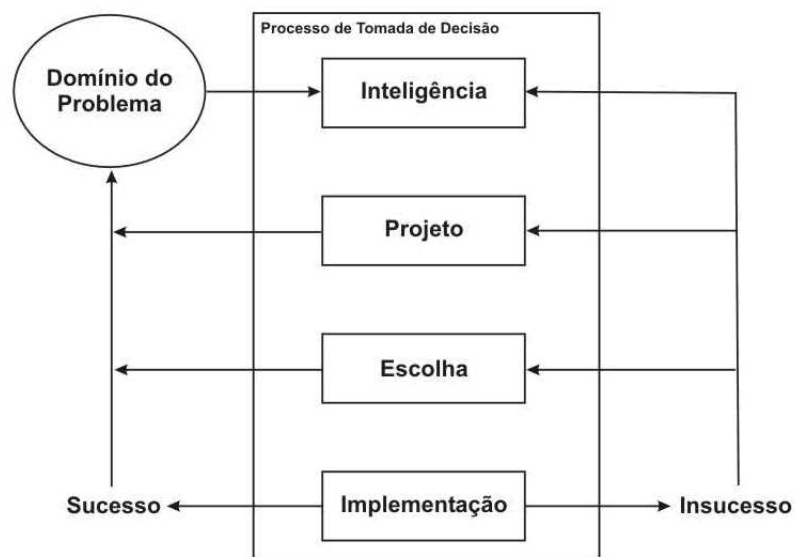 Processo de Tomada de Decisão
Domínio do
Problema
Inteligência
Projeto
Escolha
Sucesso
Implementação
Insucesso